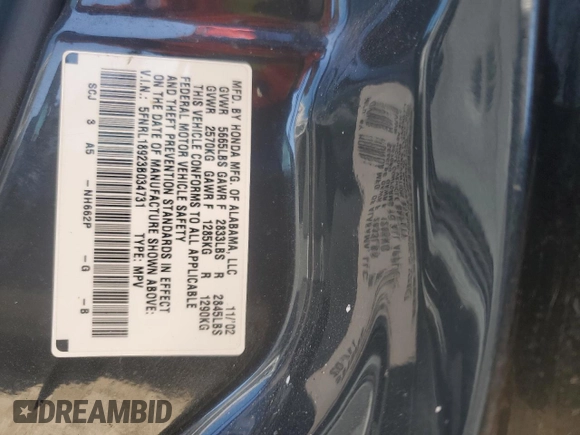 MFD. BY HONDA MFG. OF ALABAMA, LLC 11/'02
GVWR 5665LBS GAWR F 2833LBS R 2845LBS
GVWR 2570KG GAWR F 1285KG R 1290KG
THIS VEHICLE CONFORMS TO ALL APPLICABLE
FEDERAL MOTOR VEHICLE SAFETY
AND THEFT PREVENTION STANDARDS IN EFFECT
ON THE DATE OF MANUFACTURE SHOWN ABOVE:
V.I.N.: 5FNRL18923B034731 TYPE: MPV
SCJ 3 A5 -NH662P -G -B
DREAMBID